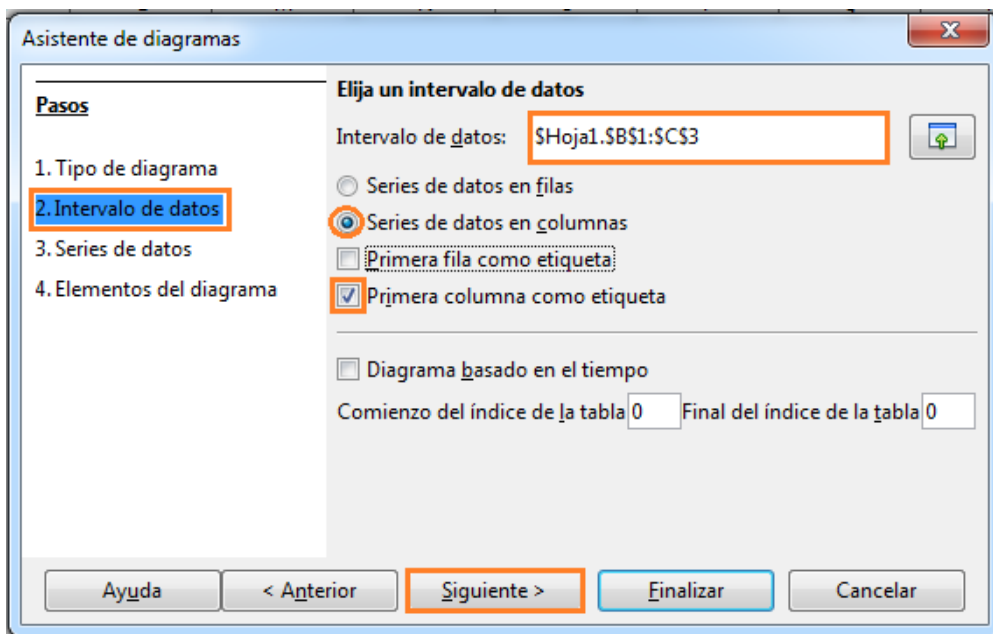 Asistente de diagramas
Pasos
1. Tipo de diagrama
2. Intervalo de datos
3. Series de datos
4. Elementos del diagrama
Elija un intervalo de datos
Intervalo de datos: $Hoja1.$B$1:$C$3
Series de datos en filas
Series de datos en columnas
Primera fila como etiqueta
Primera columna como etiqueta
Diagrama basado en el tiempo
Comienzo del índice de la tabla 0 Final del índice de la tabla 0
Ayuda < Anterior Siguiente > Finalizar Cancelar